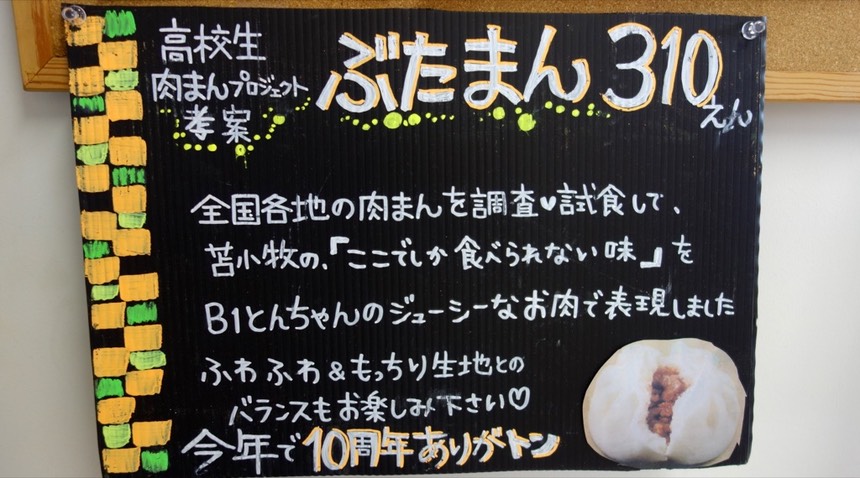 高校生
肉まんプロジェクト
孝案
ぶたまん310えん
全国各地の肉まんを調査♥試食して、
苫小牧の、「ここでしか食べられない味」を
B1とんちゃんのジューシーなお肉で表現しました
ふわふわ&もっちり生地との
バランスもお楽しみ下さい♡
今年で10周年ありがトン